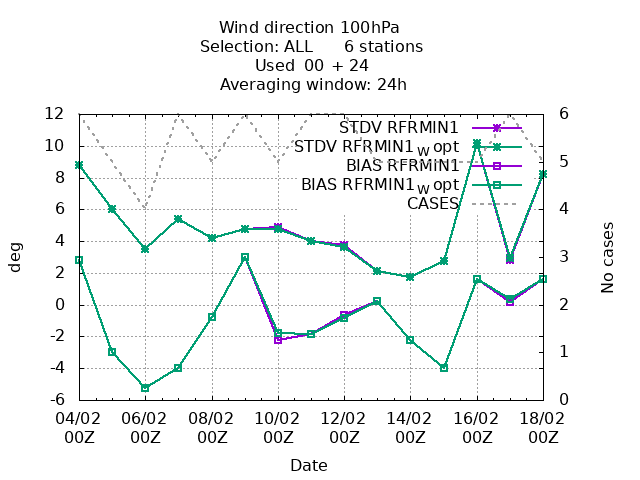 Wind direction 100hPa
Selection: ALL 6 stations
Used 00 + 24
Averaging window: 24h
12
10
8
6
4
2
0
-2
-4
-6
deg
STDV RFRMIN1
STDV RFRMIN1w opt
BIAS RFRMIN1
BIAS RFRMIN1w opt
CASES
6
5
4
3
2
1
0
No cases
04/02 06/02 08/02 10/02 12/02 14/02 16/02 18/02
00Z 00Z 00Z 00Z 00Z 00Z 00Z 00Z
Date